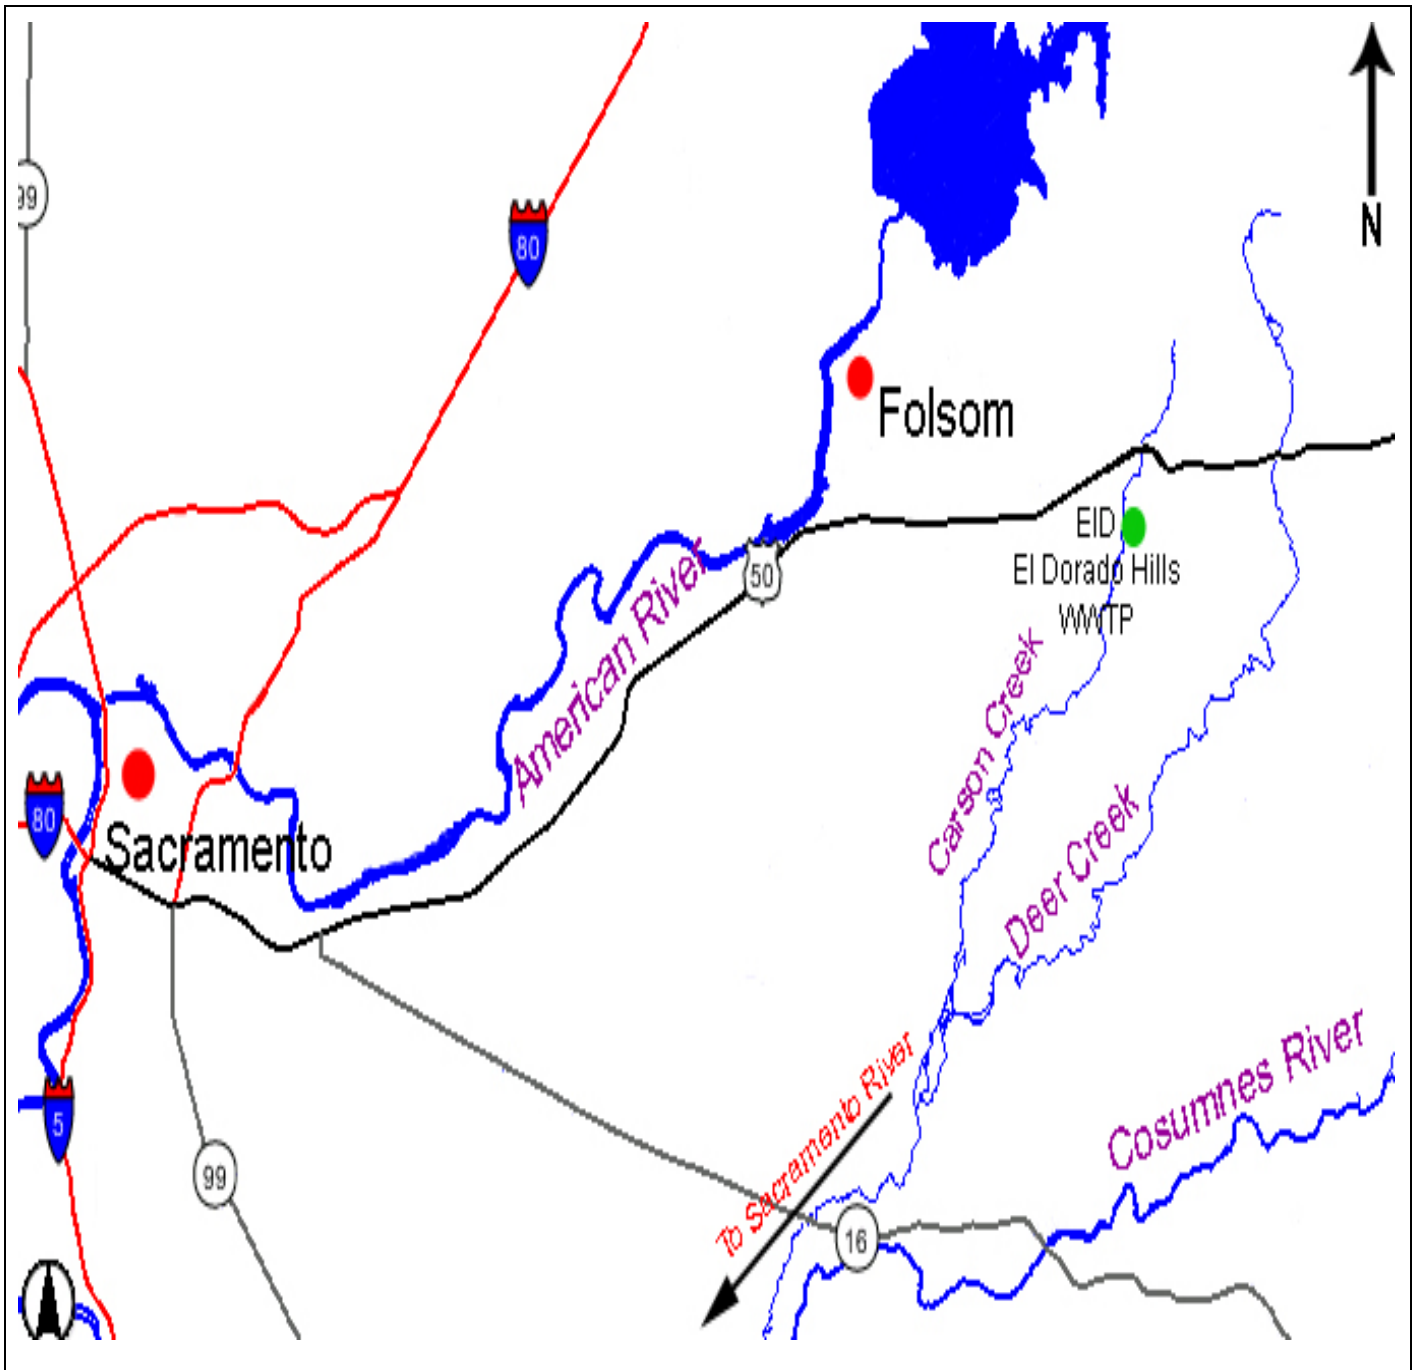 99
80
N
Folsom
EID
El Dorado Hills
WWTP
50
American River
Carson Creek
80
Sacramento
Deer Creek
To Sacramento River
Cosumnes River
5
99
16